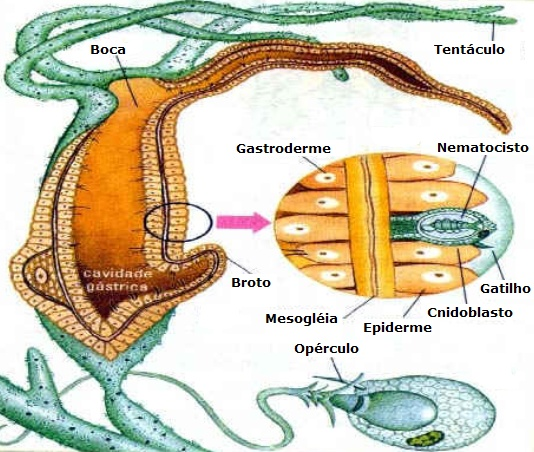 Boca
Tentáculo
Gastroderme
Nematocisto
cavidade
gástrica
Broto
Gatilho
Cnidoblasto
Mesogléia
Epiderme
Opérculo